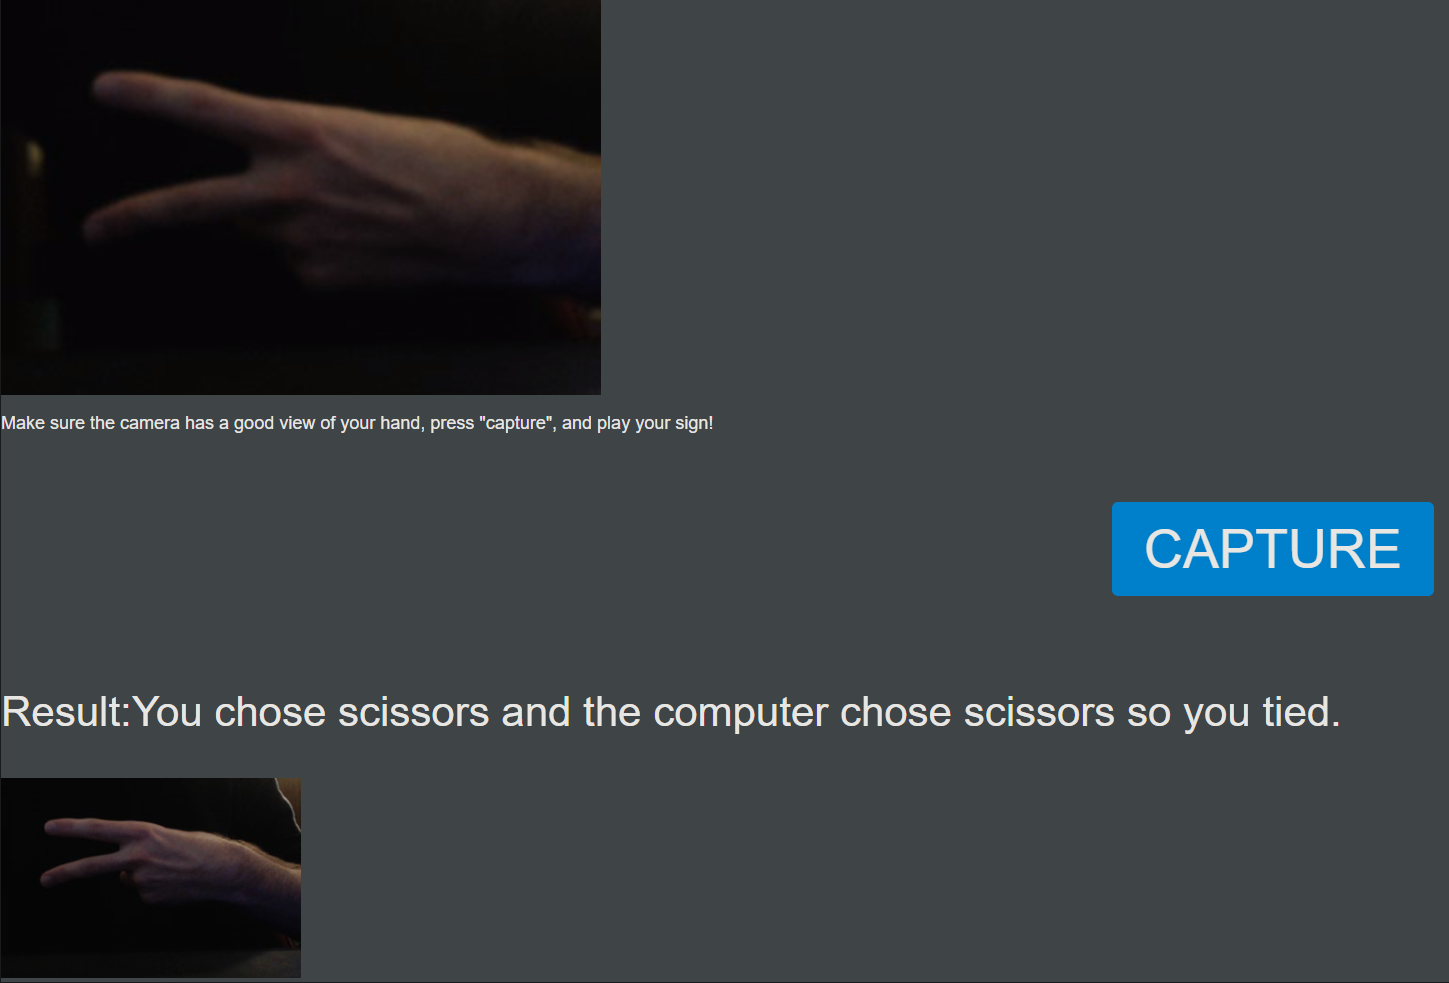 Make sure the camera has a good view of your hand, press "capture", and play your sign!
CAPTURE
Result:You chose scissors and the computer chose scissors so you tied.